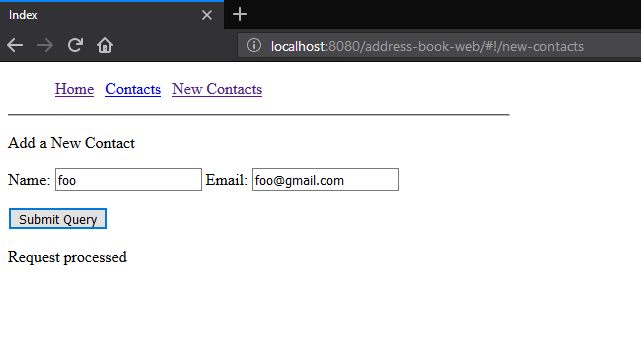 Index
localhost:8080/address-book-web/#!/new-contacts
Home Contacts New Contacts
Add a New Contact
Name: foo Email: foo@gmail.com
Submit Query
Request processed